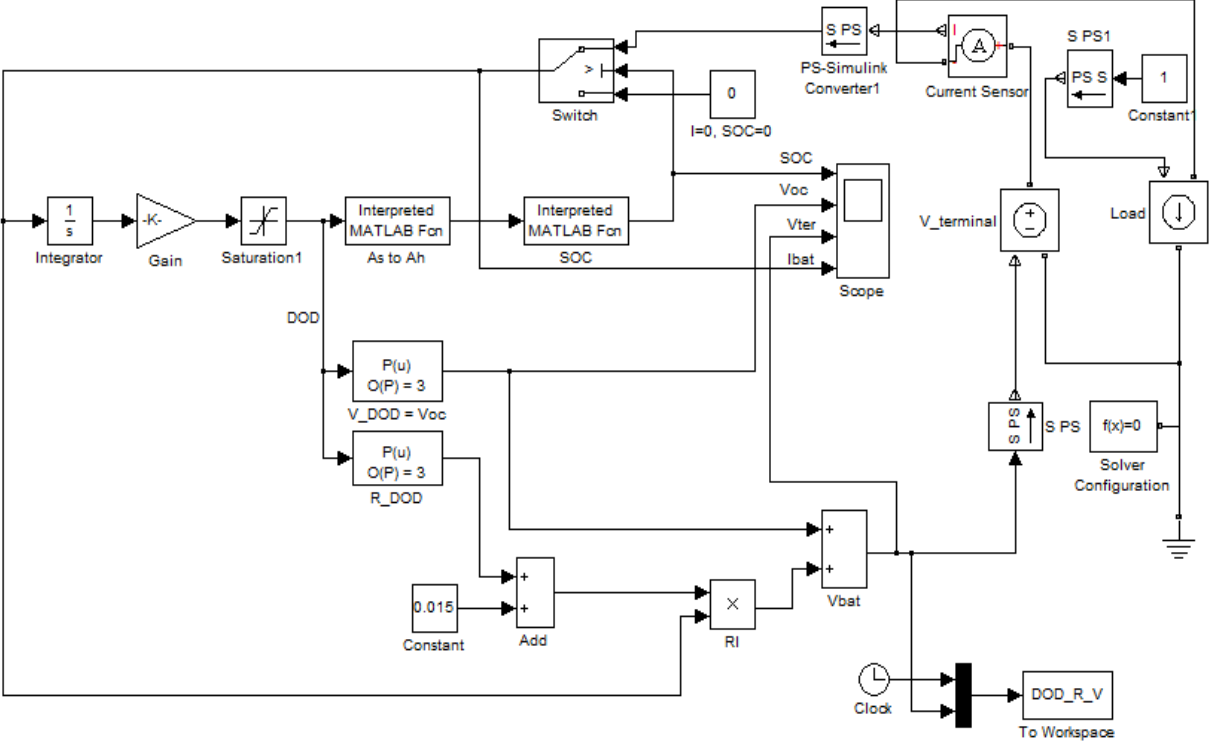 S PS
PS-Simulink
Converter1
I
A
+
-
Current Sensor
S PS1
PS S
1
Constant1
>
Switch
0
I=0, SOC=0
SOC
Voc
Vter
Ibat
Scope
V_terminal
+
-
Load
1
s
Integrator
-K-
Gain
Saturation1
Interpreted
MATLAB Fcn
As to Ah
Interpreted
MATLAB Fcn
SOC
DOD
P(u)
O(P) = 3
V_DOD = Voc
P(u)
O(P) = 3
R_DOD
S PS
S PS
f(x)=0
Solver
Configuration
+
+
Vbat
0.015
Constant
+
+
Add
×
RI
Clock
DOD_R_V
To Workspace